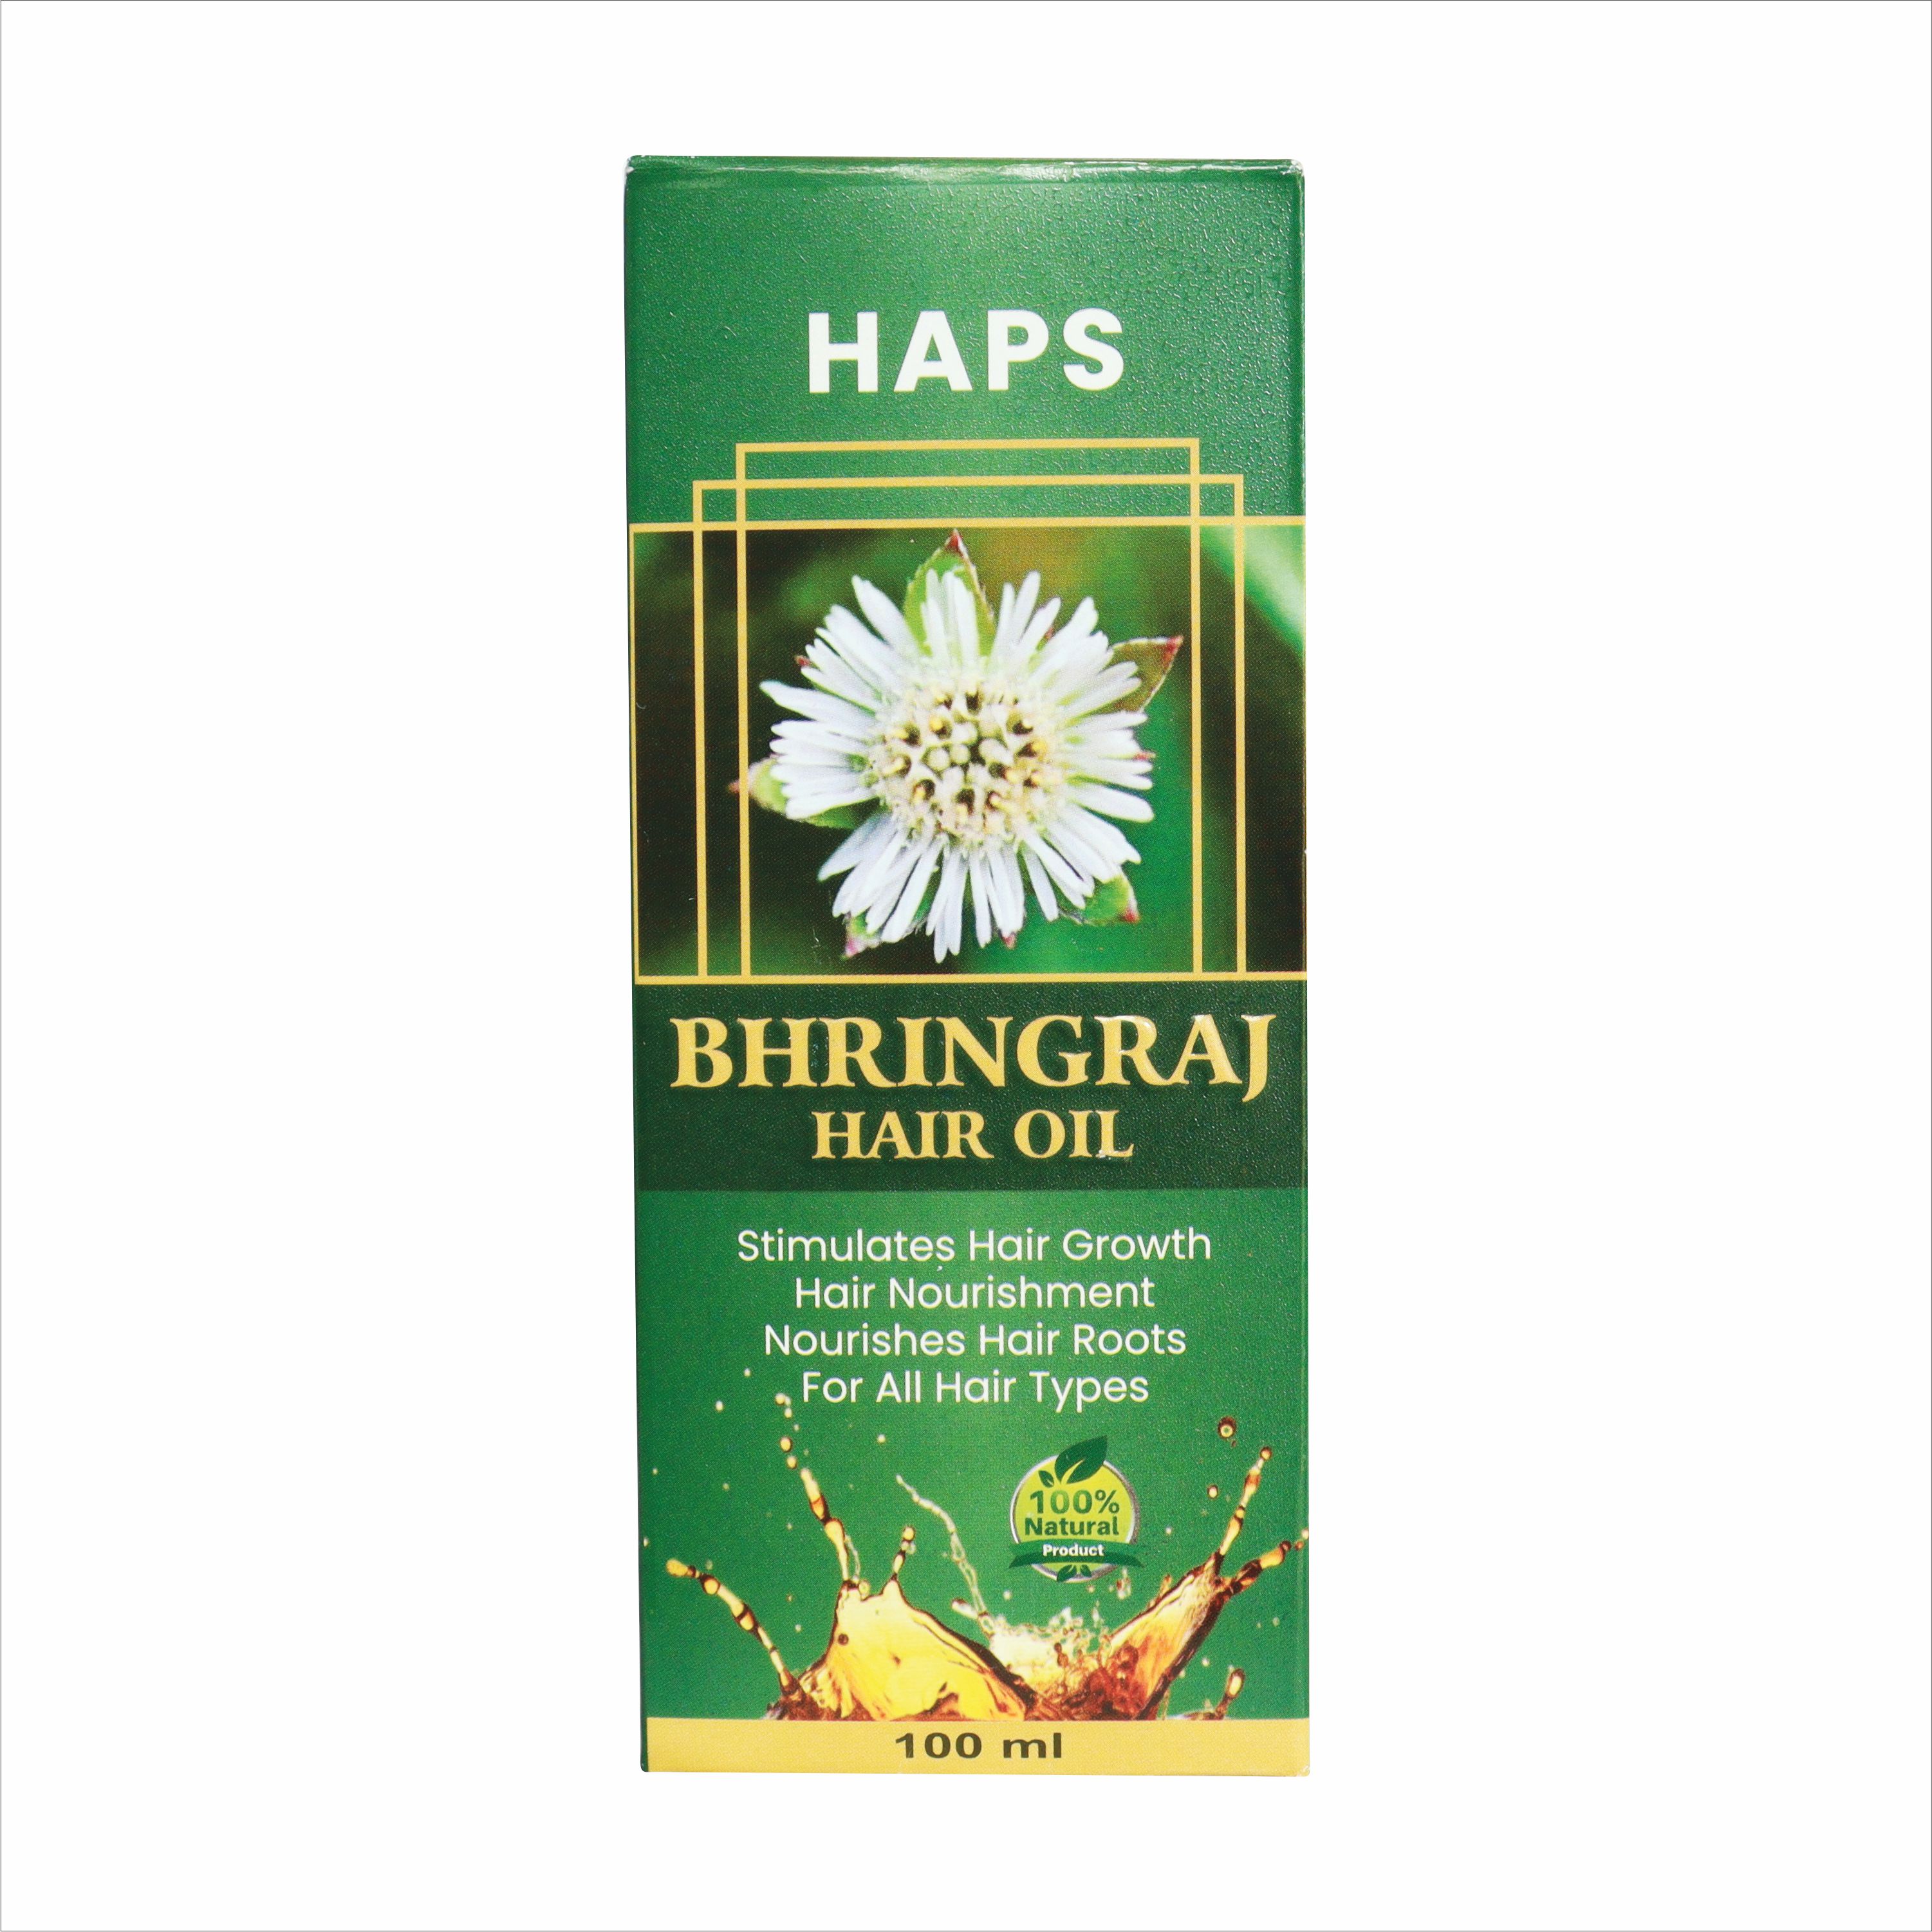 HAPS
BHRINGRAJ
HAIR OIL
Stimulates Hair Growth
Hair Nourishment
Nourishes Hair Roots
For All Hair Types
100%
Natural
Product
100 ml